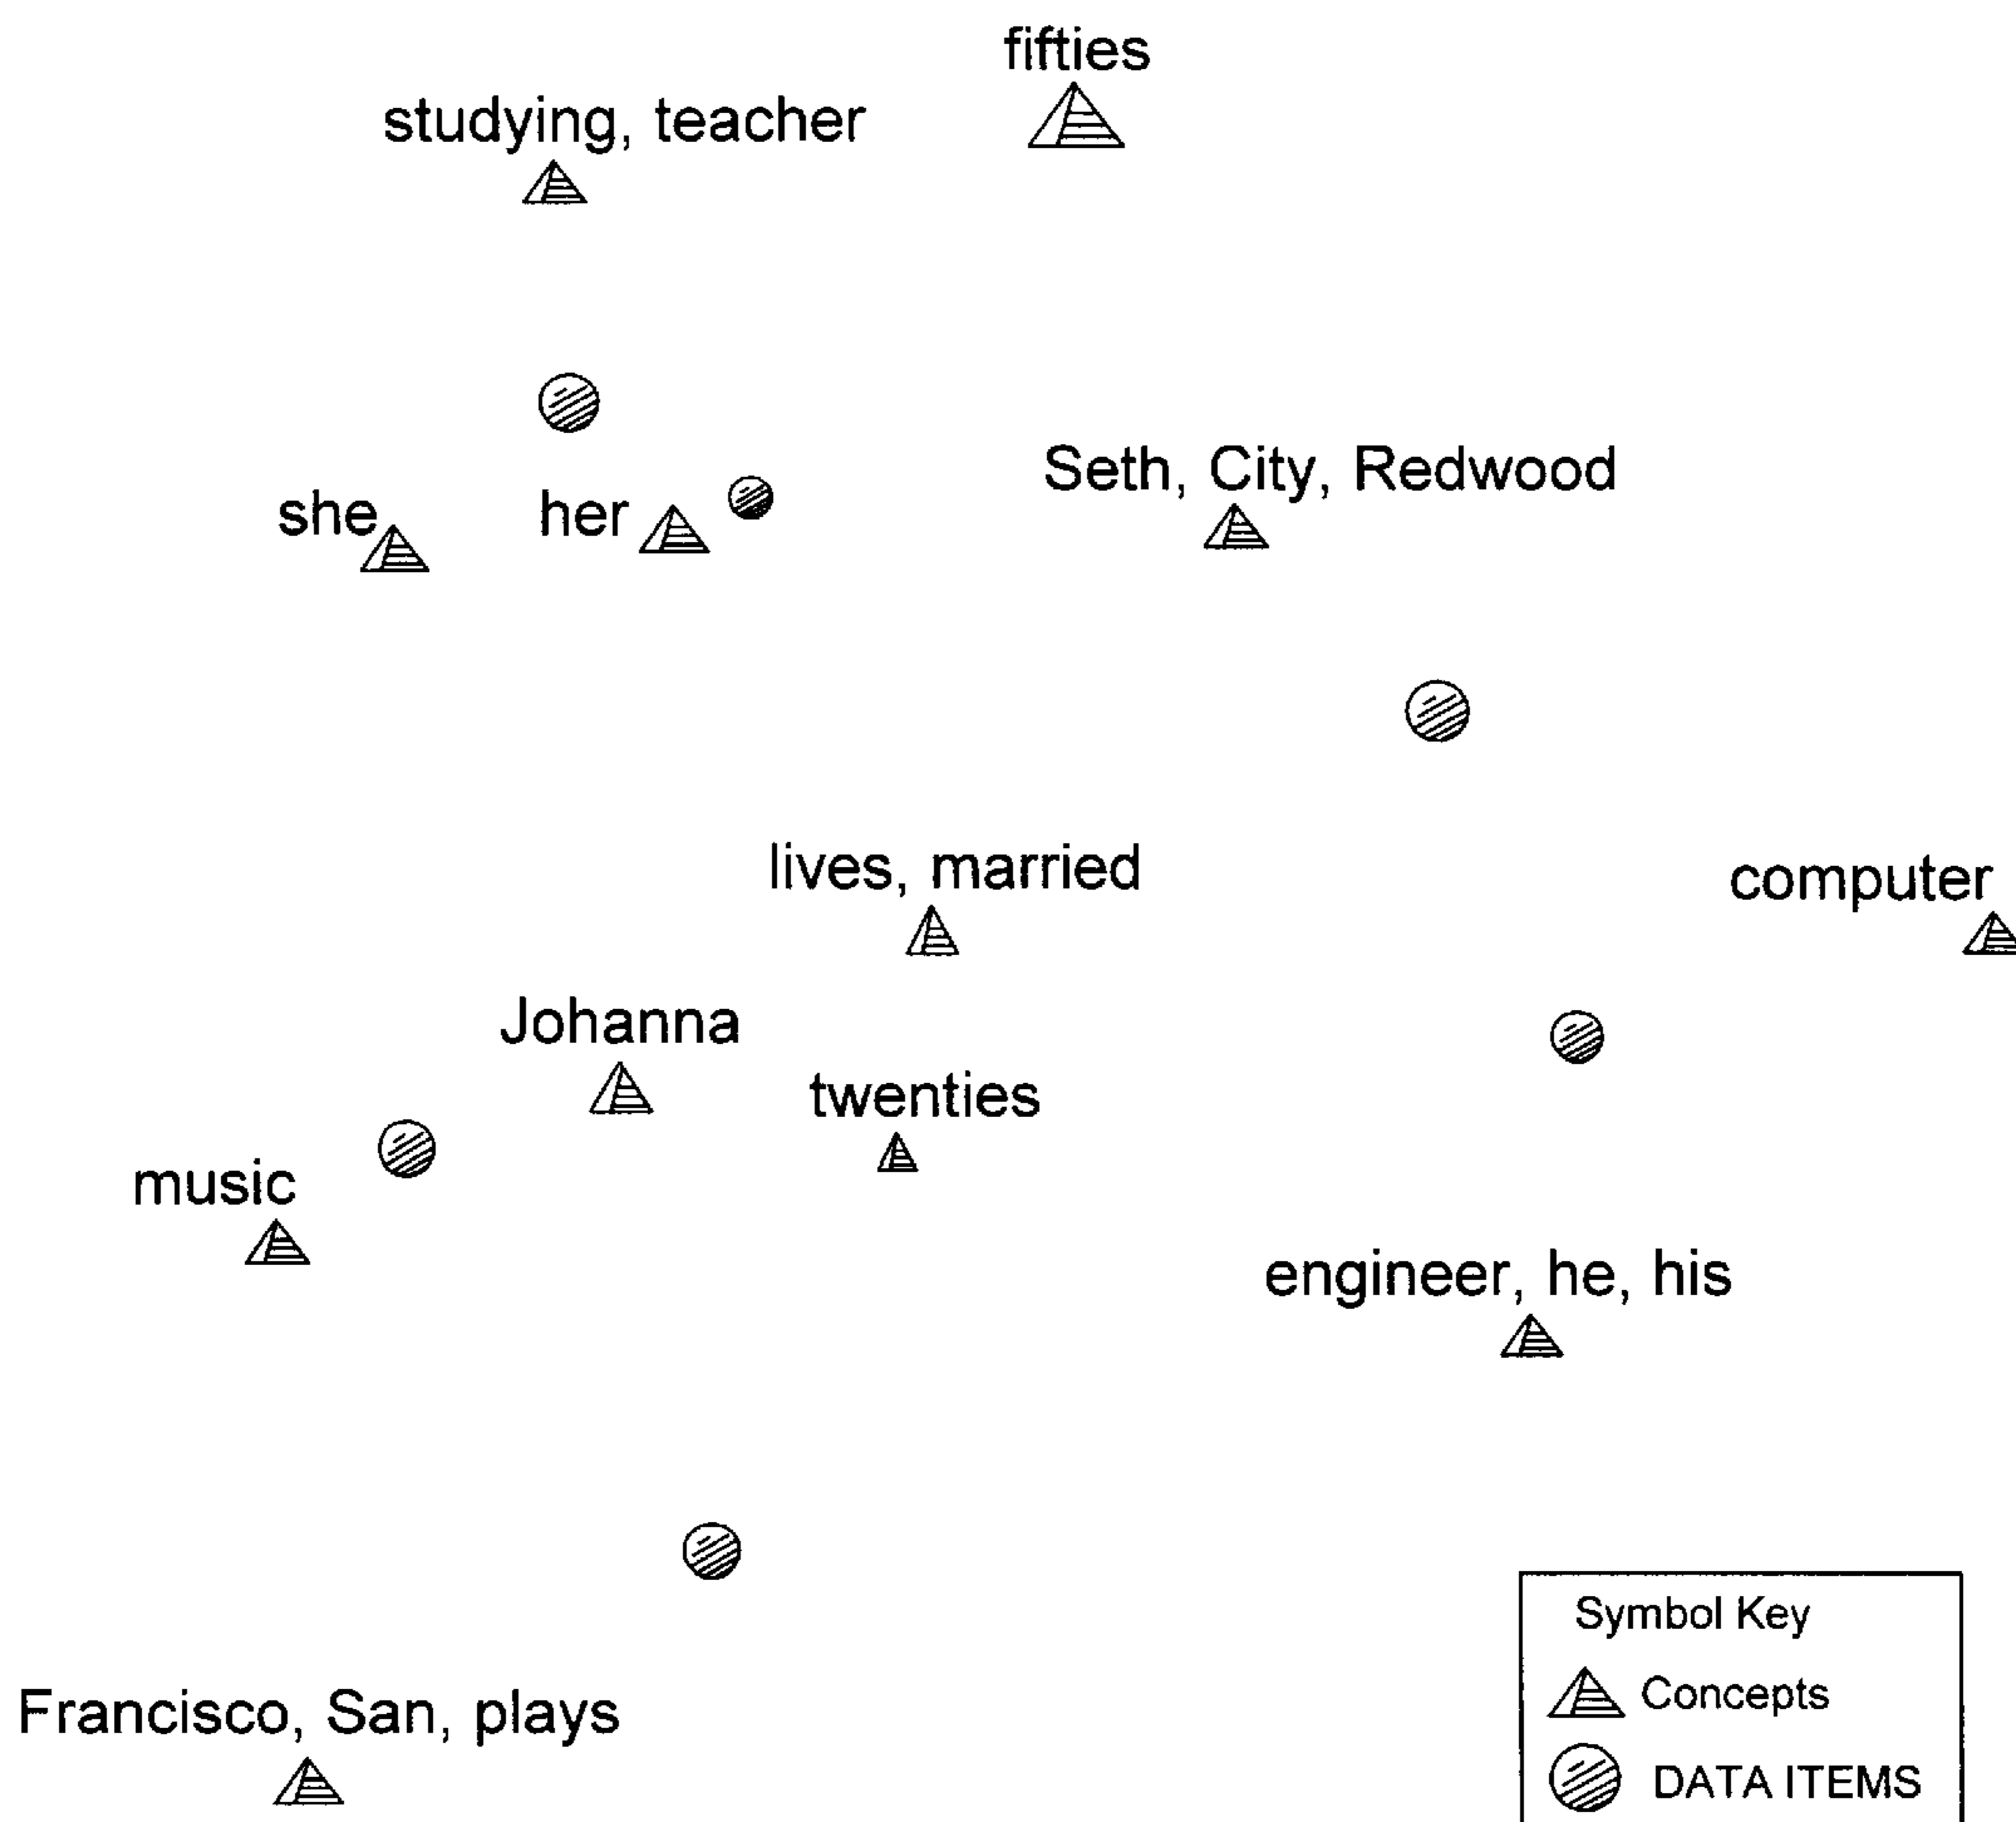 fifties
studying, teacher
Seth, City, Redwood
she
her
lives, married
computer
Johanna
twenties
music
engineer, he, his
Francisco, San, plays
Symbol Key
Concepts
DATA ITEMS